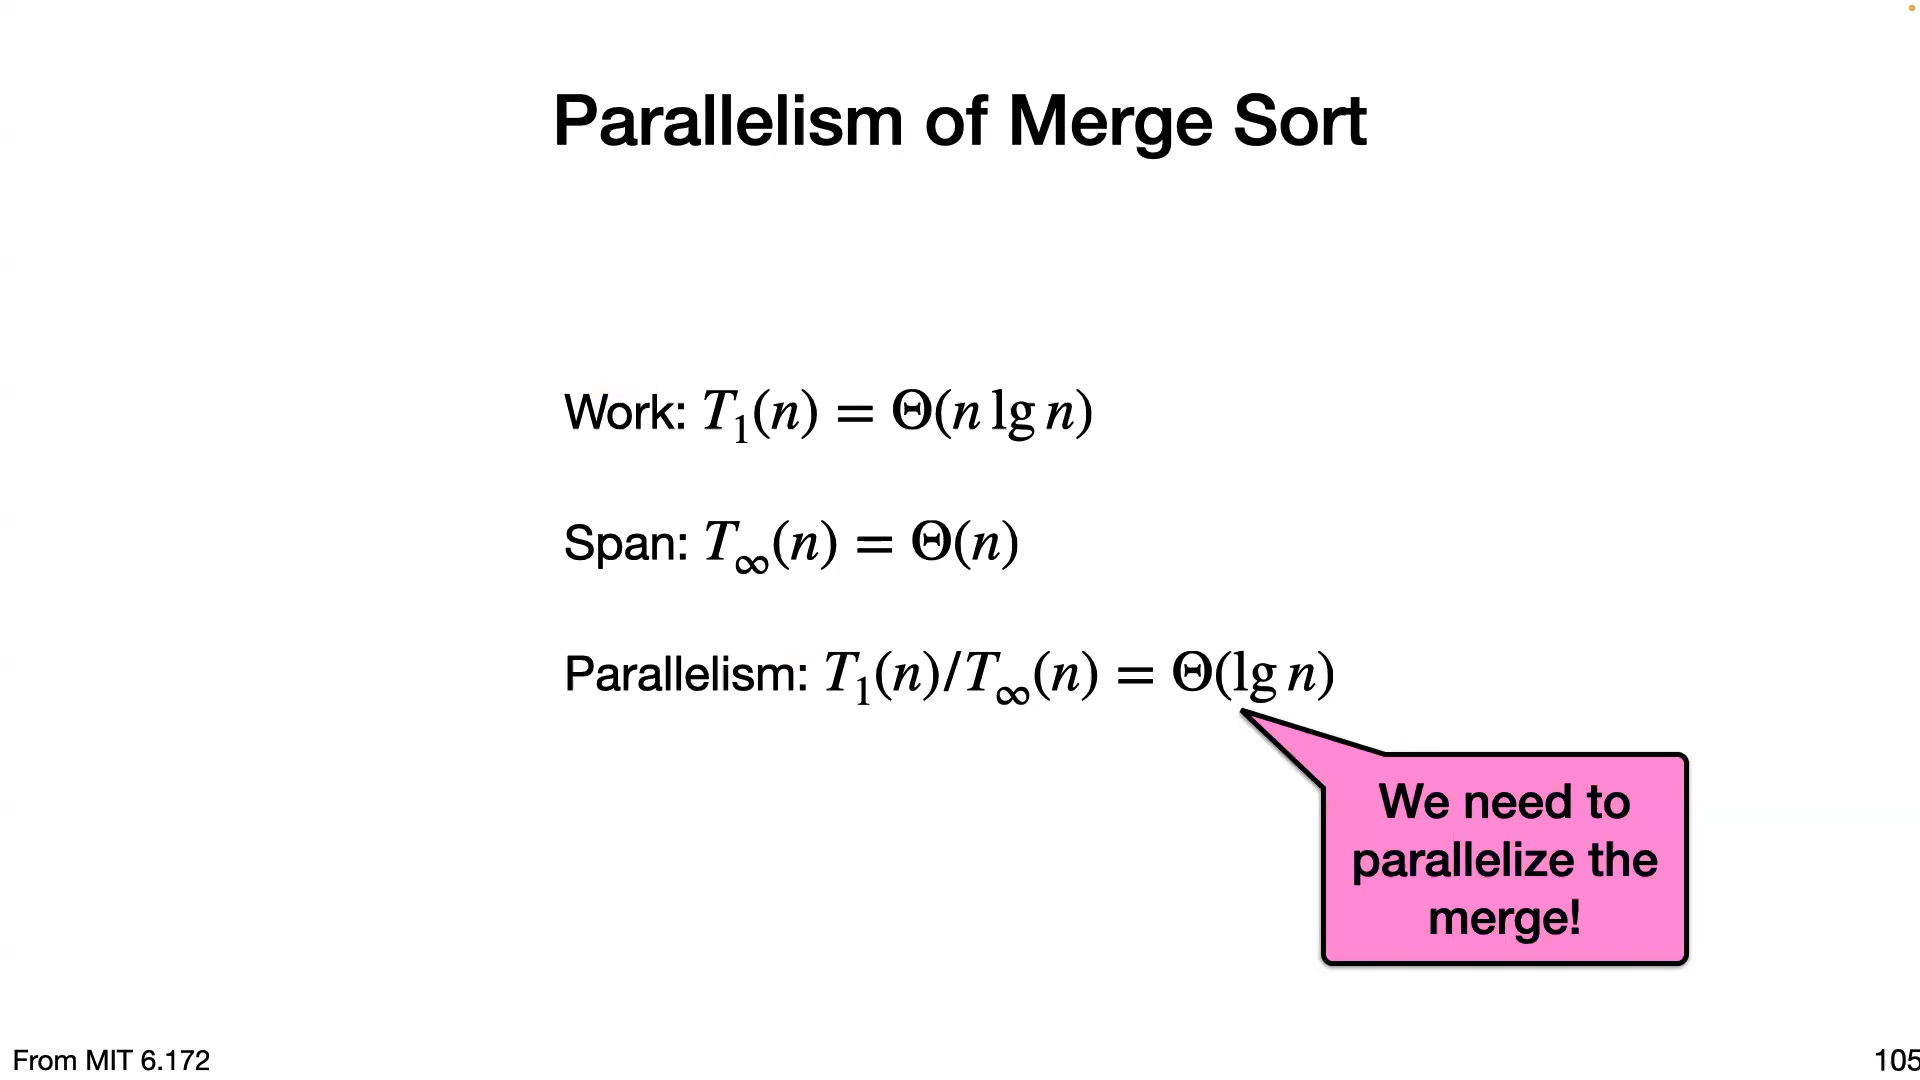 Parallelism of Merge Sort
Work: T₁(n) = Θ(n lg n)
Span: T∞(n) = Θ(n)
Parallelism: T₁(n)/T∞(n) = Θ(lg n)
We need to
parallelize the
merge!
From MIT 6.172
105